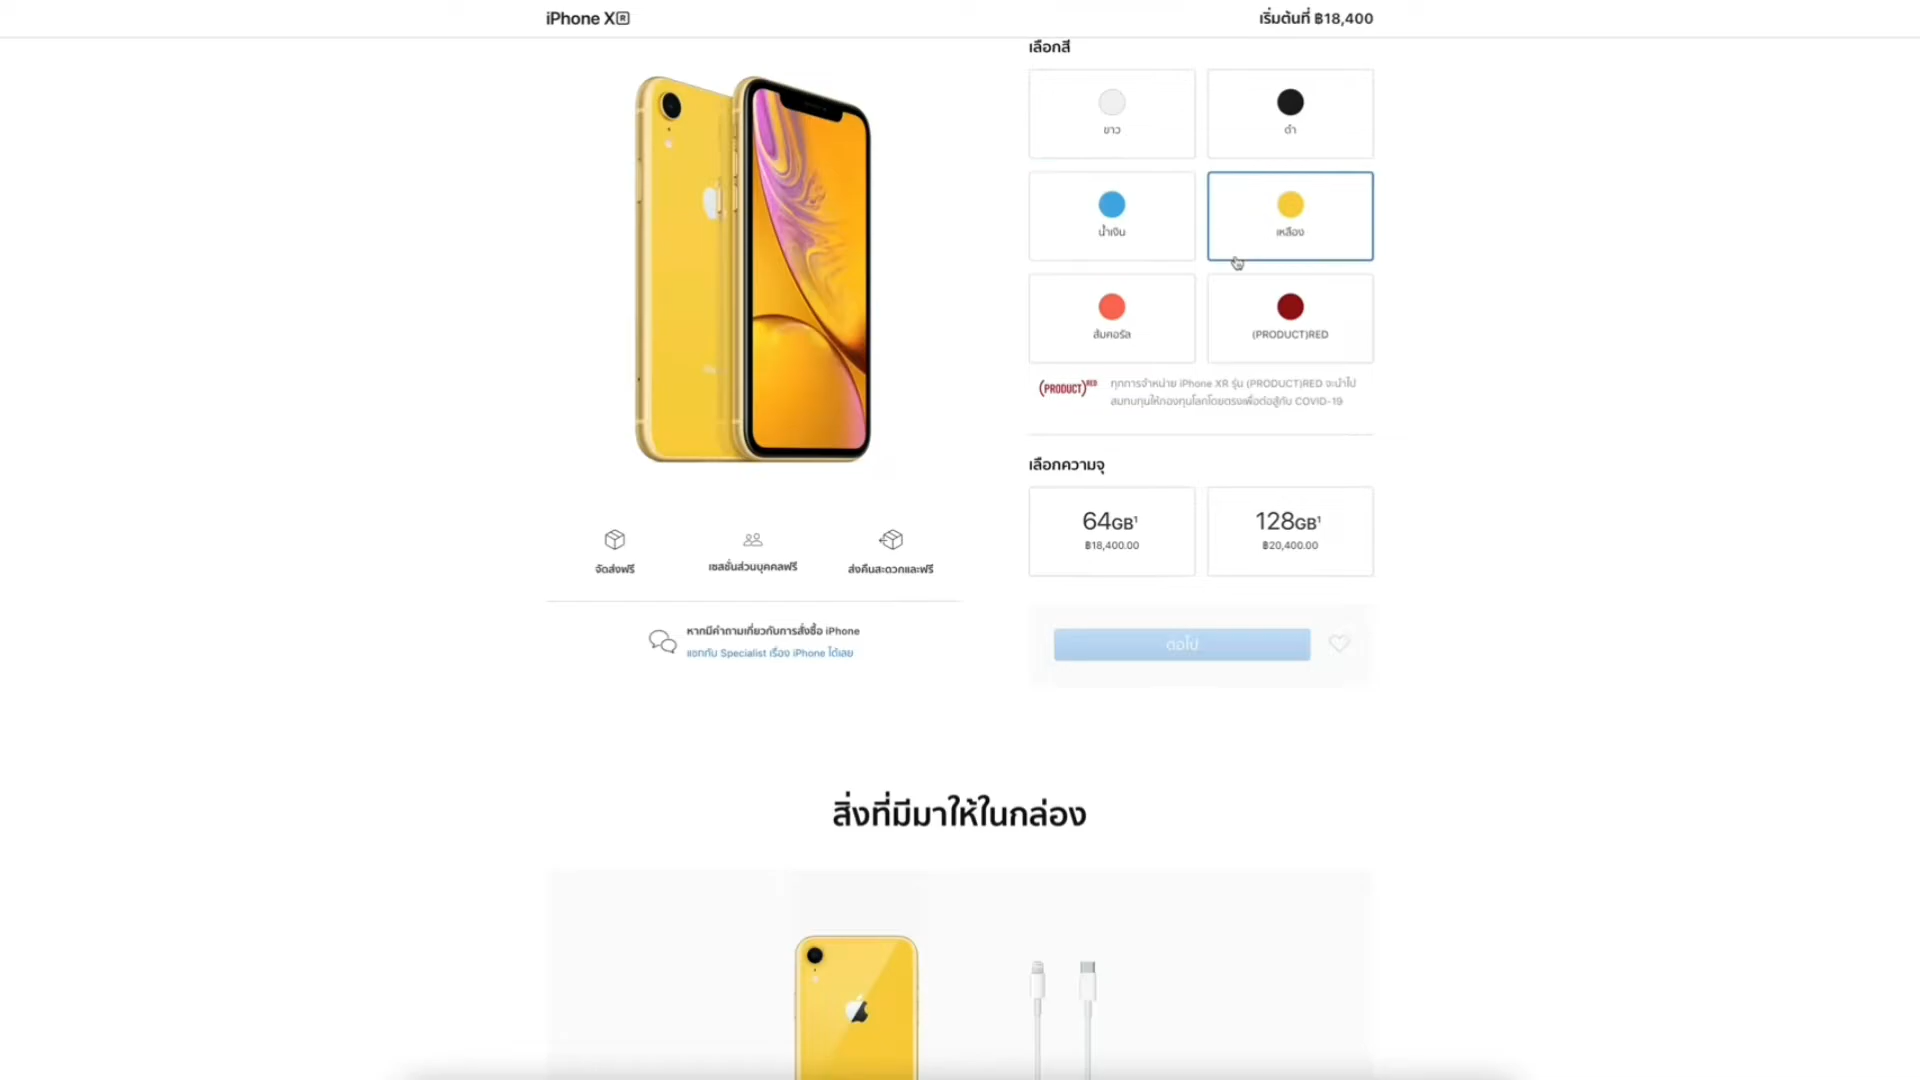 iPhone XR
เริ่มต้นที่ ฿18,400
เลือกสี
ขาว
ดำ
น้ำเงิน
เหลือง
ส้มคอรัล
(PRODUCT)RED
(PRODUCT)RED
ทุกการจำหน่าย iPhone XR รุ่น (PRODUCT)RED จะนำไป
สมทบทุนให้กองทุนโลกโดยตรงเพื่อต่อสู้กับ COVID-19
เลือกความจุ
64GB¹
฿18,400.00
128GB¹
฿20,400.00
จัดส่งฟรี
เซสชั่นส่วนบุคคลฟรี
ส่งคืนสะดวกและฟรี
หากมีคำถามเกี่ยวกับการสั่งซื้อ iPhone
แชทกับ Specialist เรื่อง iPhone ได้เลย
ต่อไป
สิ่งที่มีมาให้ในกล่อง